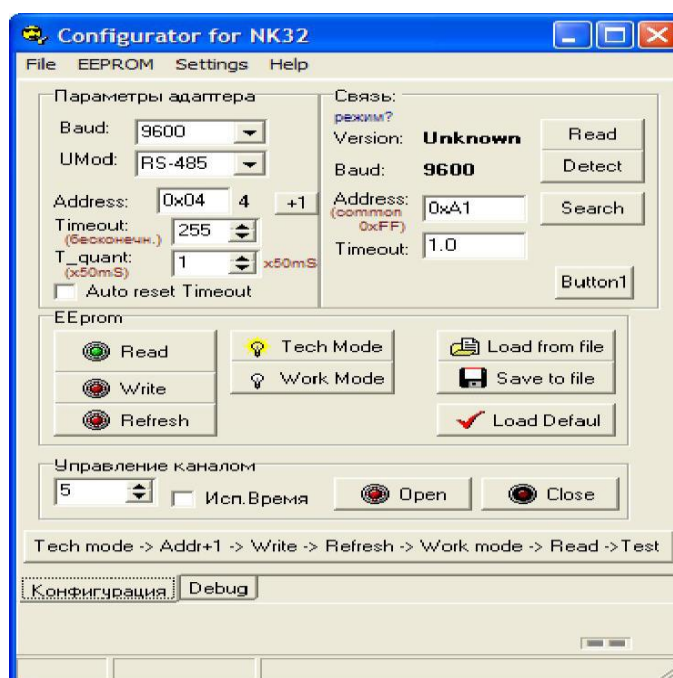 Configurator for NK32
File EEPROM Settings Help
Параметры адаптера
Baud: 9600
UMod: RS-485
Address: 0x04 4 +1
Timeout: 255
(бесконечн.)
T_quant: 1 x50mS
(x50mS)
Auto reset Timeout
Связь:
режим?
Version: Unknown Read
Baud: 9600 Detect
Address: 0xA1 Search
(common
0xFF)
Timeout: 1.0
Button1
EEprom
Read Tech Mode Load from file
Write Work Mode Save to file
Refresh Load Defaul
Управление каналом
5 Исп.Время Open Close
Tech mode -> Addr+1 -> Write -> Refresh -> Work mode -> Read ->Test
Конфигурация Debug